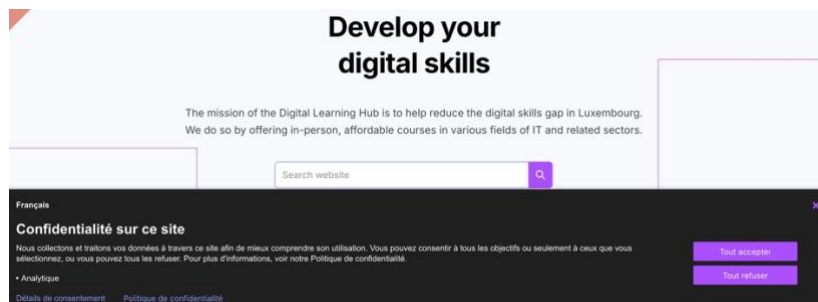 Develop your
digital skills
The mission of the Digital Learning Hub is to help reduce the digital skills gap in Luxembourg.
We do so by offering in-person, affordable courses in various fields of IT and related sectors.
Search website
Français
Confidentialité sur ce site
Nous collectons et traitons vos données à travers ce site afin de mieux comprendre son utilisation. Vous pouvez consentir à tous les objectifs ou seulement à ceux que vous
sélectionnez, ou vous pouvez tous les refuser. Pour plus d'informations, voir notre Politique de confidentialité.
Tout accepter
Tout refuser
• Analytique
Détails de consentement Politique de confidentialité